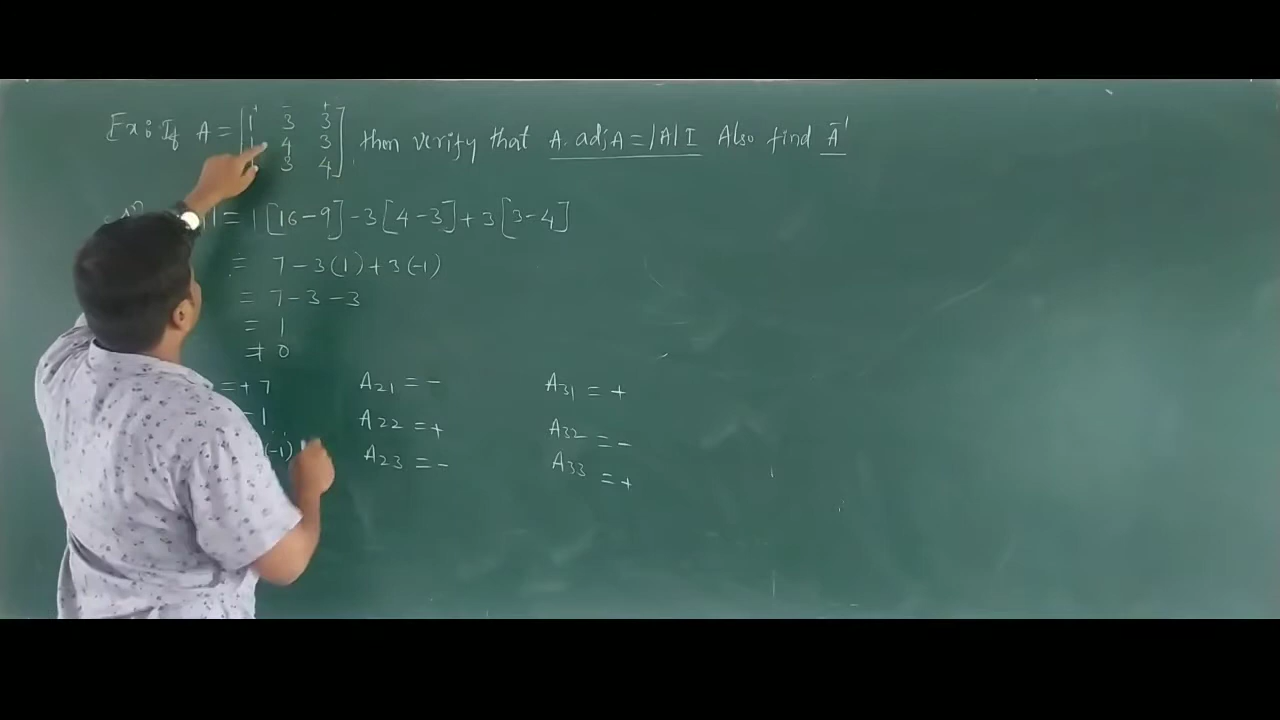 Ex: If A = [1 3 3 then verify that A. adjA = |A| I Also find A⁻¹
4 3
3 4]
= 1 [16 - 9] - 3 [4 - 3] + 3 [3 - 4]
= 7 - 3 (1) + 3 (-1)
= 7 - 3 - 3
= 1
≠ 0
= + 7 A21 = - A31 = +
1 A22 = + A32 = -
(-1) A23 = - A33 = +